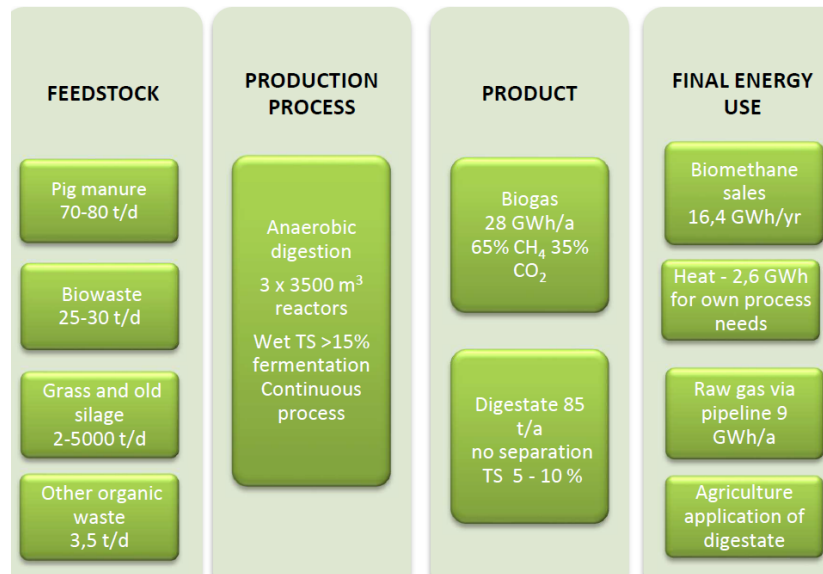 FEEDSTOCK
Pig manure
70-80 t/d
Biowaste
25-30 t/d
Grass and old
silage
2-5000 t/d
Other organic
waste
3,5 t/d
PRODUCTION
PROCESS
Anaerobic
digestion
3 x 3500 m³
reactors
Wet TS >15%
fermentation
Continuous
process
PRODUCT
Biogas
28 GWh/a
65% CH₄ 35%
CO₂
Digestate 85
t/a
no separation
TS 5 - 10 %
FINAL ENERGY
USE
Biomethane
sales
16,4 GWh/yr
Heat - 2,6 GWh
for own process
needs
Raw gas via
pipeline 9
GWh/a
Agriculture
application of
digestate